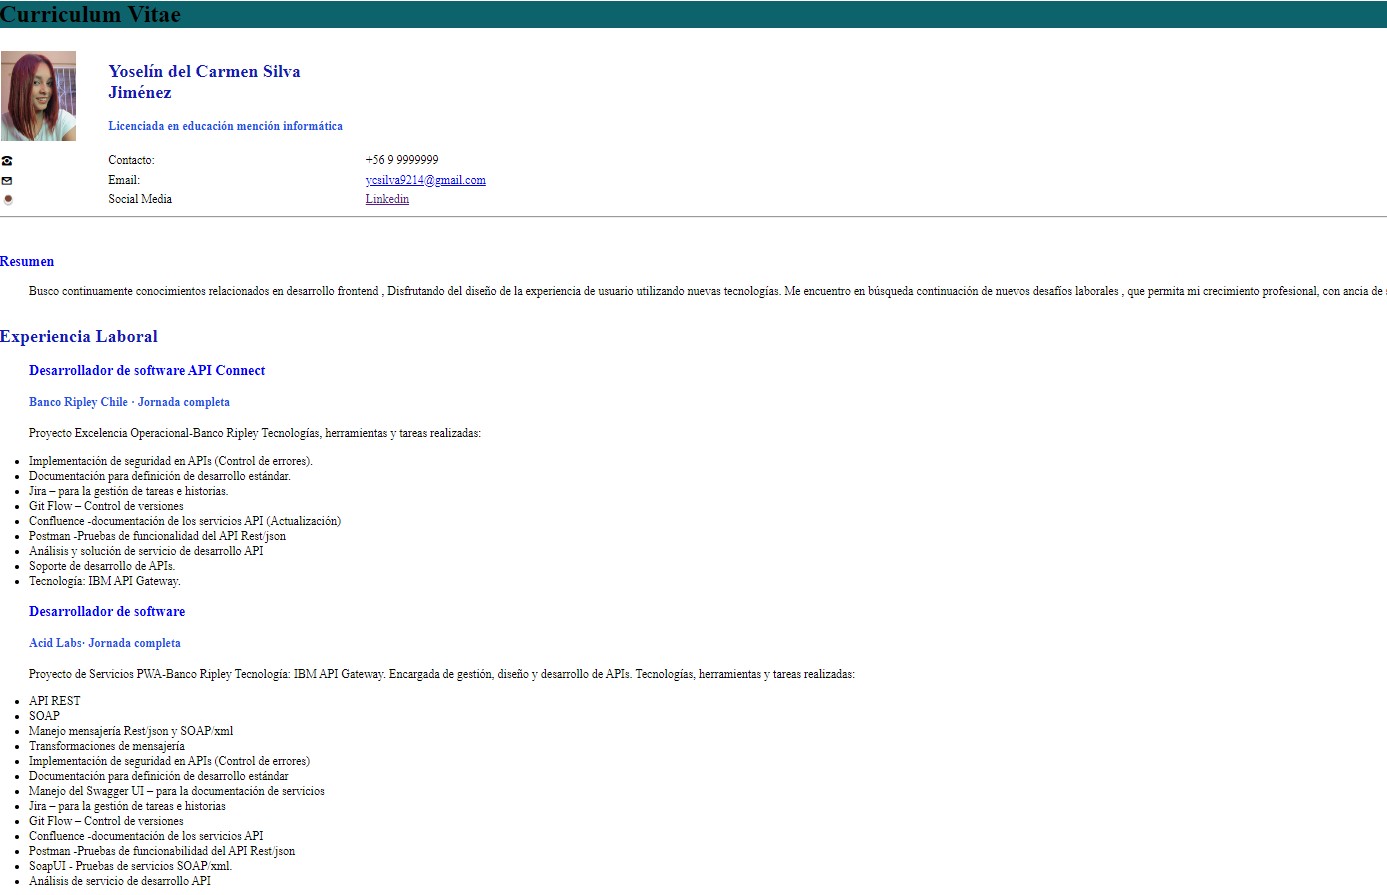 Curriculum Vitae
Yoselín del Carmen Silva
Jiménez
Licenciada en educación mención informática
Contacto: +56 9 9999999
Email: ycsilva9214@gmail.com
Social Media Linkedin
Resumen
Busco continuamente conocimientos relacionados en desarrollo frontend , Disfrutando del diseño de la experiencia de usuario utilizando nuevas tecnologías. Me encuentro en búsqueda continuación de nuevos desafíos laborales , que permita mi crecimiento profesional, con ancia de
Experiencia Laboral
Desarrollador de software API Connect
Banco Ripley Chile · Jornada completa
Proyecto Excelencia Operacional-Banco Ripley Tecnologías, herramientas y tareas realizadas:
• Implementación de seguridad en APIs (Control de errores).
• Documentación para definición de desarrollo estándar.
• Jira – para la gestión de tareas e historias.
• Git Flow – Control de versiones
• Confluence -documentación de los servicios API (Actualización)
• Postman -Pruebas de funcionalidad del API Rest/json
• Análisis y solución de servicio de desarrollo API
• Soporte de desarrollo de APIs.
• Tecnología: IBM API Gateway.
Desarrollador de software
Acid Labs· Jornada completa
Proyecto de Servicios PWA-Banco Ripley Tecnología: IBM API Gateway. Encargada de gestión, diseño y desarrollo de APIs. Tecnologías, herramientas y tareas realizadas:
• API REST
• SOAP
• Manejo mensajería Rest/json y SOAP/xml
• Transformaciones de mensajería
• Implementación de seguridad en APIs (Control de errores)
• Documentación para definición de desarrollo estándar
• Manejo del Swagger UI – para la documentación de servicios
• Jira – para la gestión de tareas e historias
• Git Flow – Control de versiones
• Confluence -documentación de los servicios API
• Postman -Pruebas de funcionabilidad del API Rest/json
• SoapUI - Pruebas de servicios SOAP/xml.
• Análisis de servicio de desarrollo API